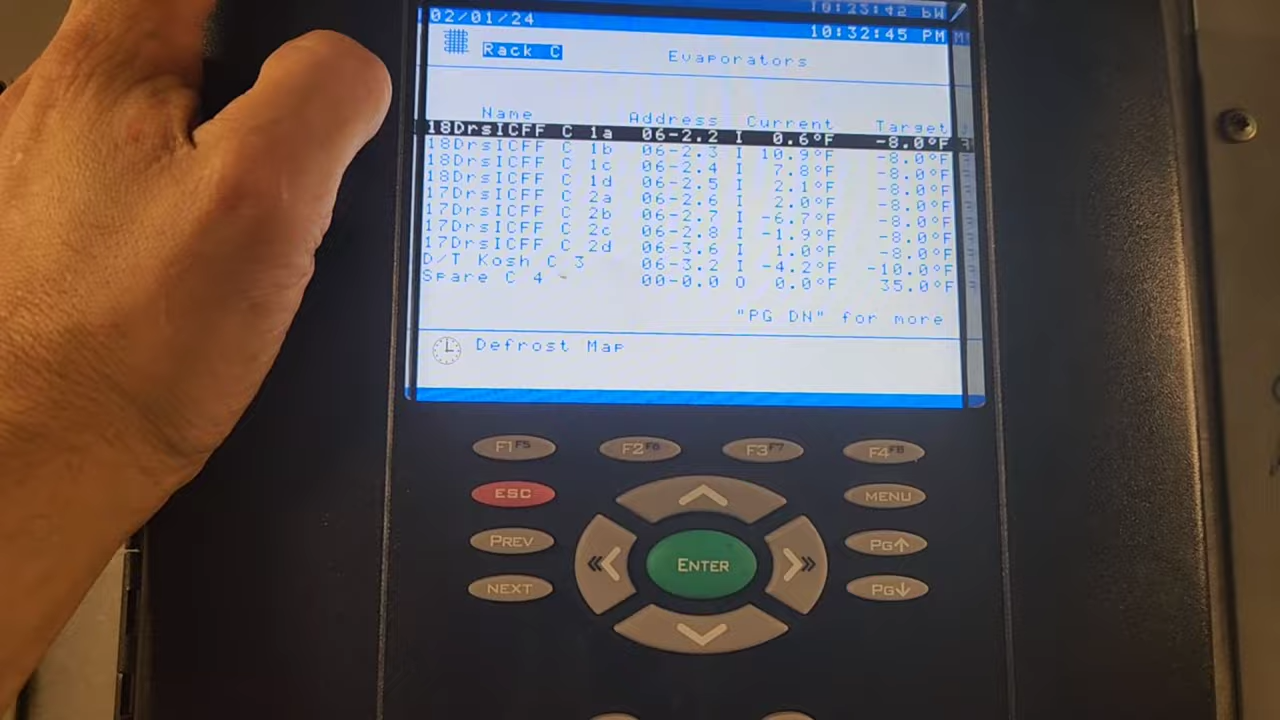 02/01/24
10:32:45 PM
Rack C
Evaporators
Name Address Current Target
18DrsICFF C 1a 06-2.2 I 0.6°F -8.0°F
18DrsICFF C 1b 06-2.3 I 10.9°F -8.0°F
18DrsICFF C 1c 06-2.4 I 7.8°F -8.0°F
18DrsICFF C 1d 06-2.5 I 2.1°F -8.0°F
17DrsICFF C 2a 06-2.6 I 2.0°F -8.0°F
17DrsICFF C 2b 06-2.7 I -6.7°F -8.0°F
17DrsICFF C 2c 06-2.8 I -1.9°F -8.0°F
17DrsICFF C 2d 06-3.6 I 1.0°F -8.0°F
D/T Kosh C 3 06-3.2 I -4.2°F -10.0°F
Spare C 4 00-0.0 O 0.0°F 35.0°F
"PG DN" for more
Defrost Map
F1 F5 F2 F6 F3 F7 F4 F8
ESC MENU
PREV PG↑
ENTER
NEXT PG↓